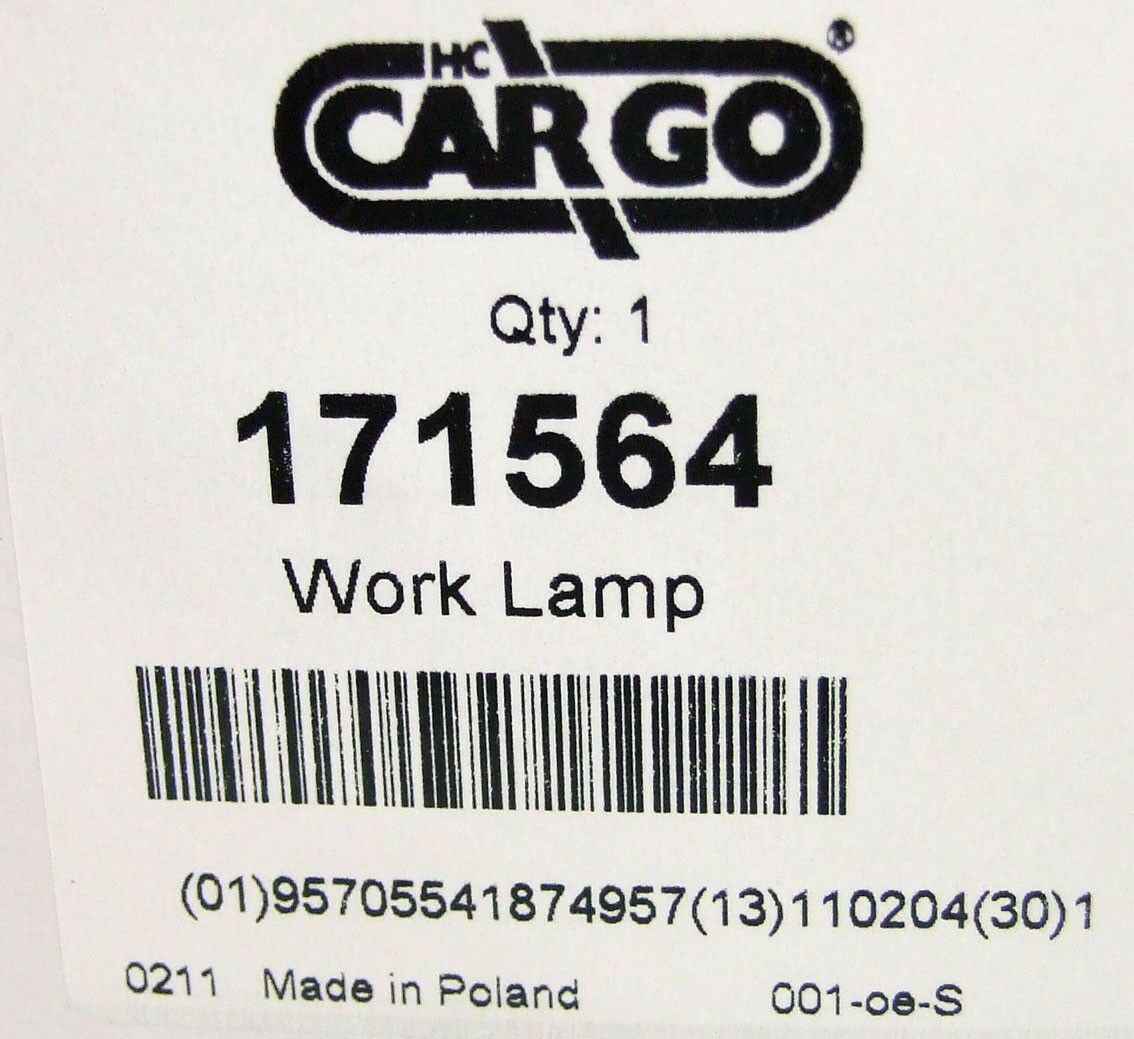 HC
CARGO®
Qty: 1
171564
Work Lamp
(01)95705541874957(13)110204(30)1
0211 Made in Poland 001-oe-S